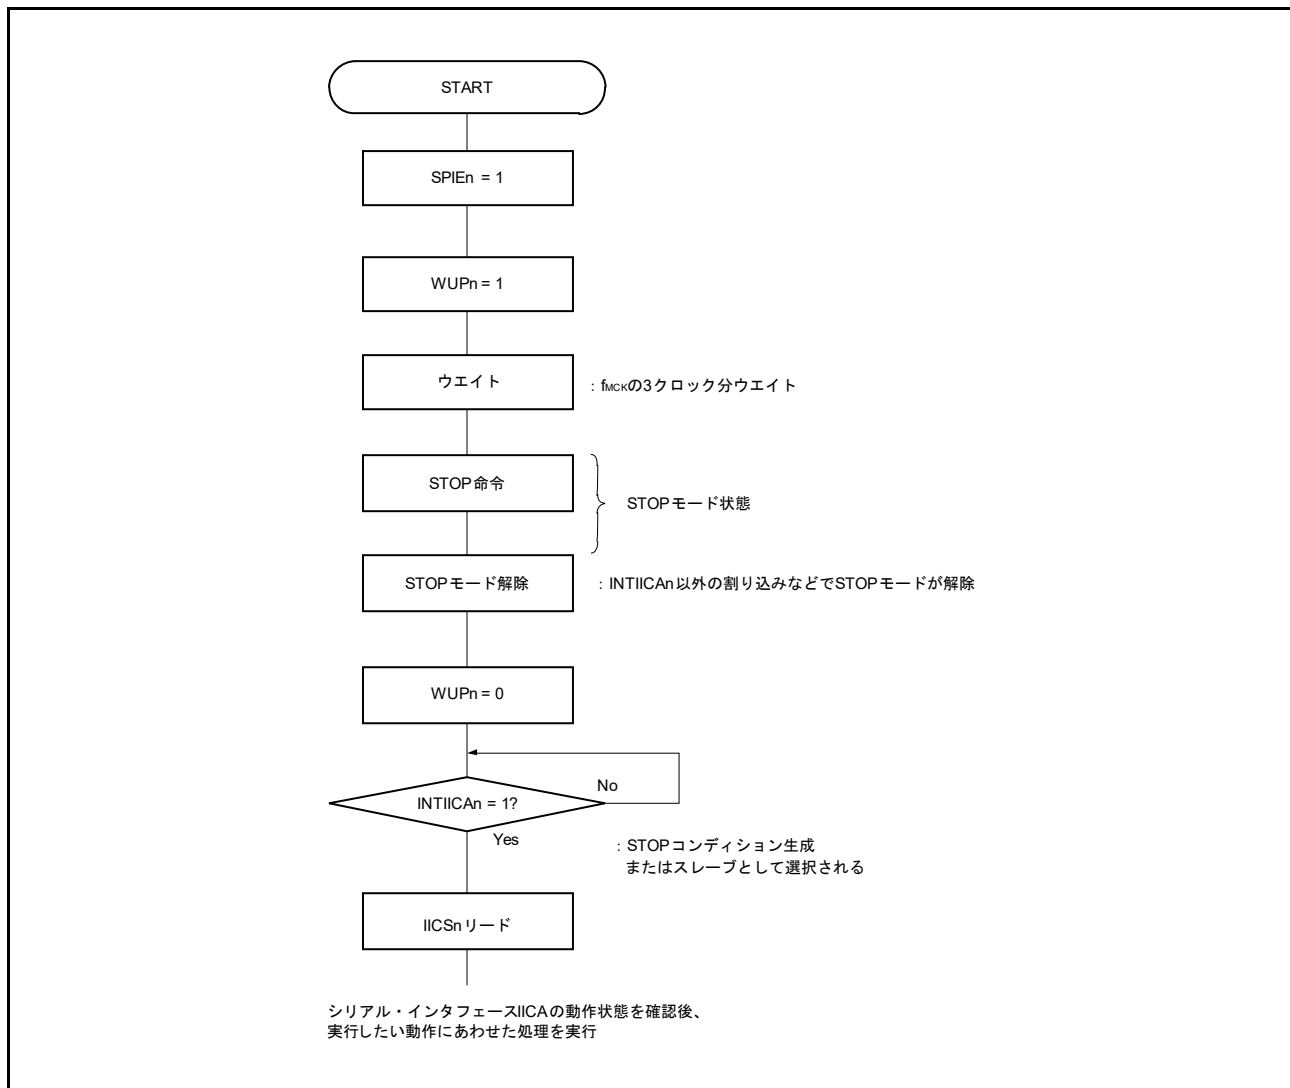 START
SPIEn = 1
WUPn = 1
ウエイト
: fMCKの3クロック分ウエイト
STOP命令
STOPモード状態
STOPモード解除
: INTIICAn以外の割り込みなどでSTOPモードが解除
WUPn = 0
No
INTIICAn = 1?
Yes
: STOPコンディション生成
またはスレーブとして選択される
IICSnリード
シリアル・インタフェースIICAの動作状態を確認後、
実行したい動作にあわせた処理を実行